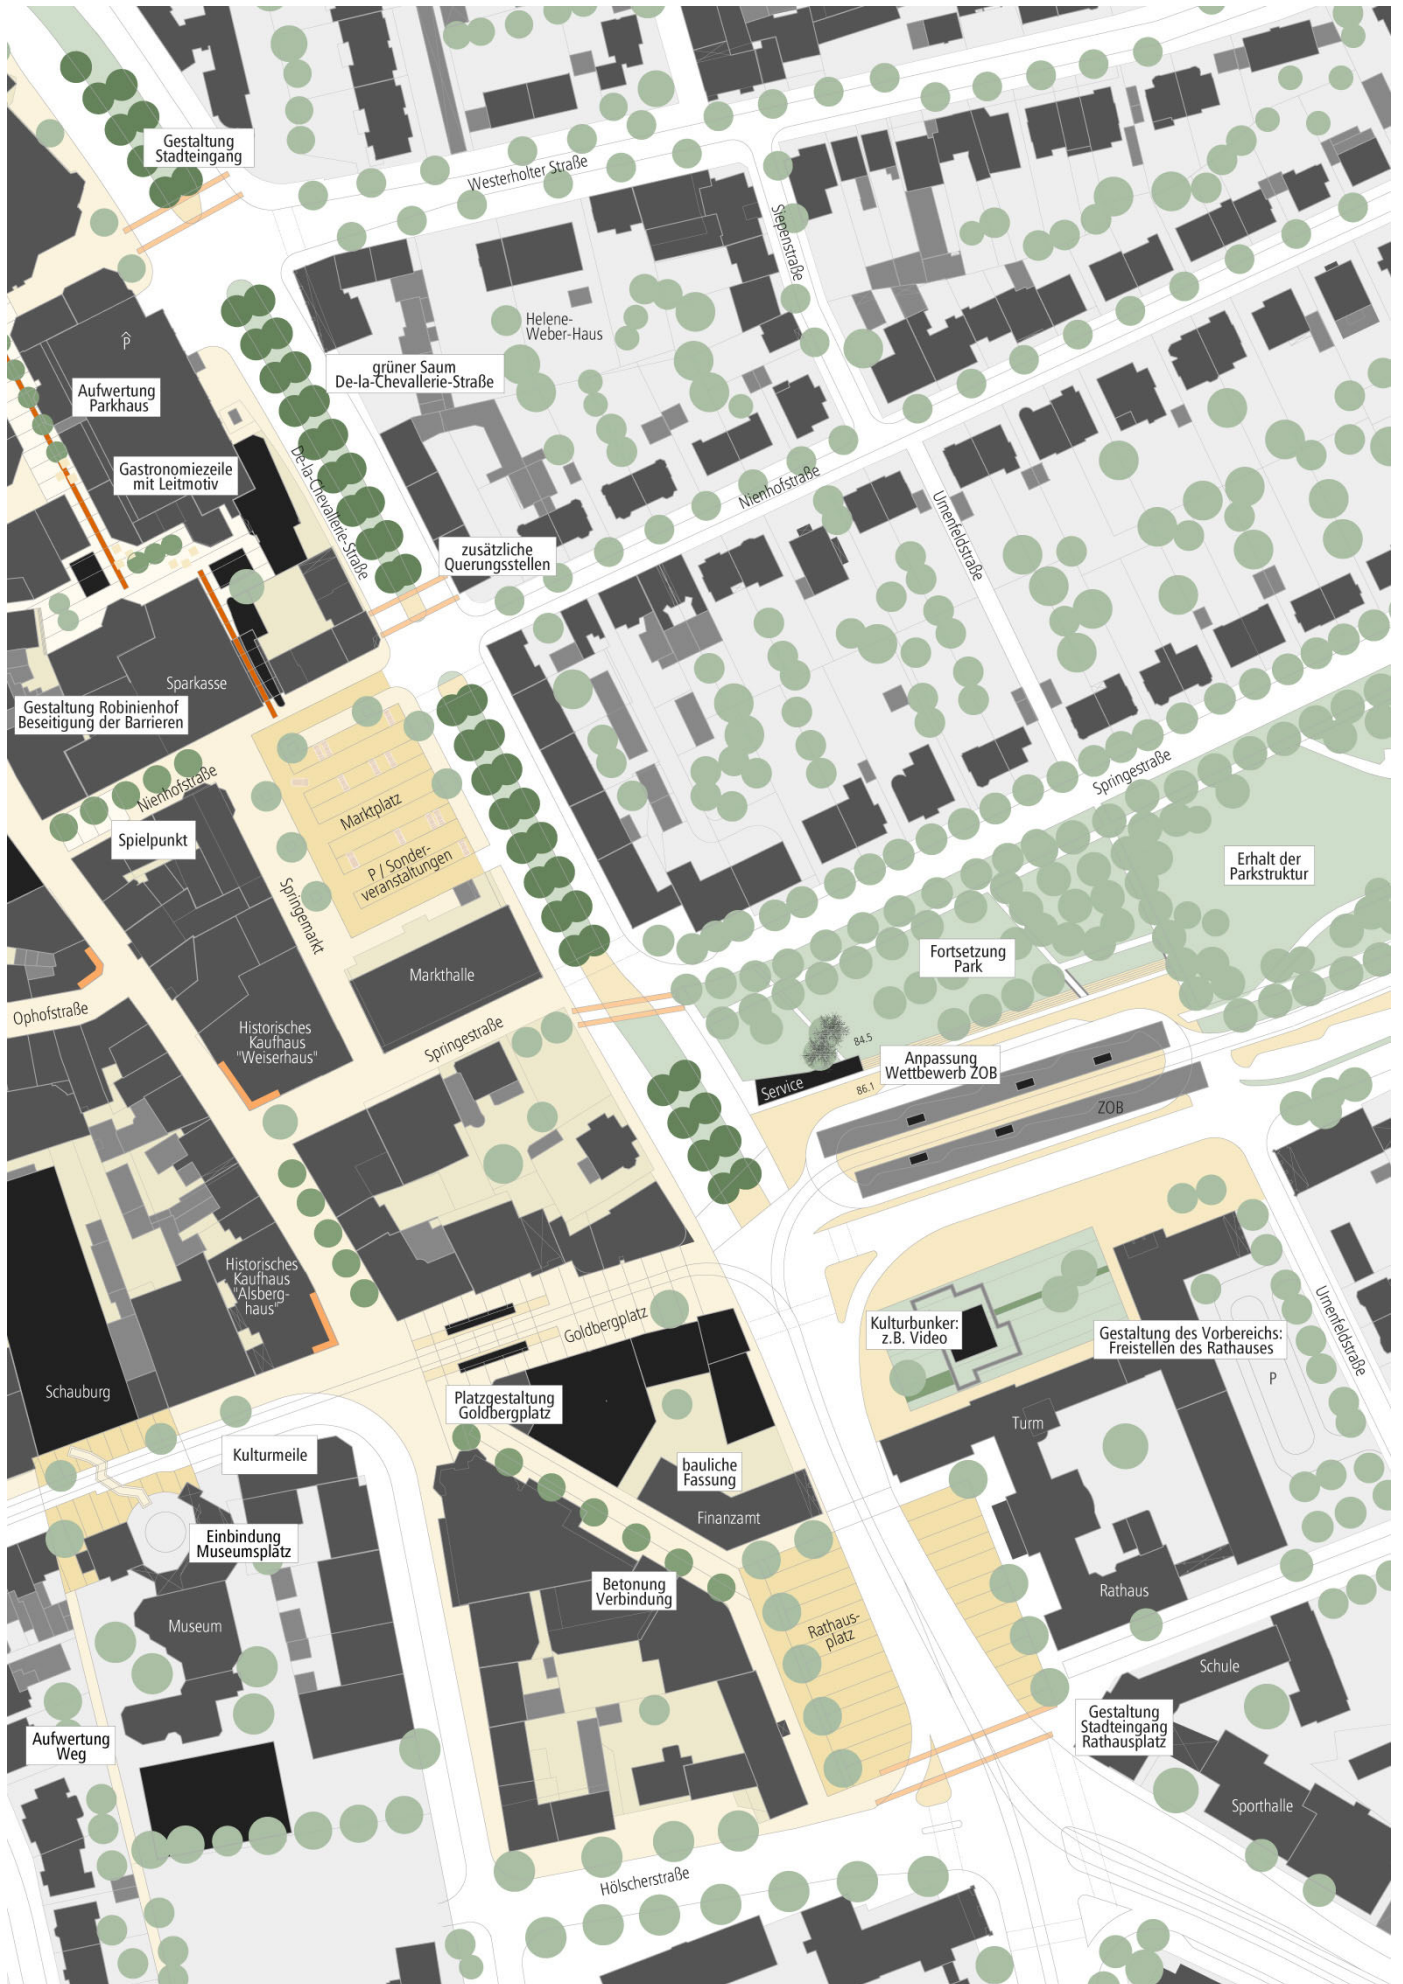 Gestaltung
Stadteingang
Westerholter Straße
Siepenstraße
Helene-
Weber-Haus
P
grüner Saum
De-la-Chevallerie-Straße
Aufwertung
Parkhaus
Gastronomiezeile
mit Leitmotiv
De-la-Chevallerie-Straße
Nienhofstraße
Urnenfeldstraße
zusätzliche
Querungsstellen
Sparkasse
Gestaltung Robinienhof
Beseitigung der Barrieren
Nienhofstraße
Marktplatz
Springestraße
Spielpunkt
P / Sonder-
veranstaltungen
Erhalt der
Parkstruktur
Springemarkt
Fortsetzung
Park
Markthalle
Ophofstraße
Historisches
Kaufhaus
"Weiserhaus"
Springestraße
84.5
Anpassung
Wettbewerb ZOB
Service
86.1
ZOB
Historisches
Kaufhaus
"Alsberg-
haus"
Goldbergplatz
Kulturbunker:
z.B. Video
Gestaltung des Vorbereichs:
Freistellen des Rathauses
Urnenfeldstraße
P
Schauburg
Platzgestaltung
Goldbergplatz
Turm
Kulturmeile
bauliche
Fassung
Finanzamt
Einbindung
Museumsplatz
Betonung
Verbindung
Rathaus
Museum
Rathaus-
platz
Schule
Gestaltung
Stadteingang
Rathausplatz
Aufwertung
Weg
Sporthalle
Hölscherstraße